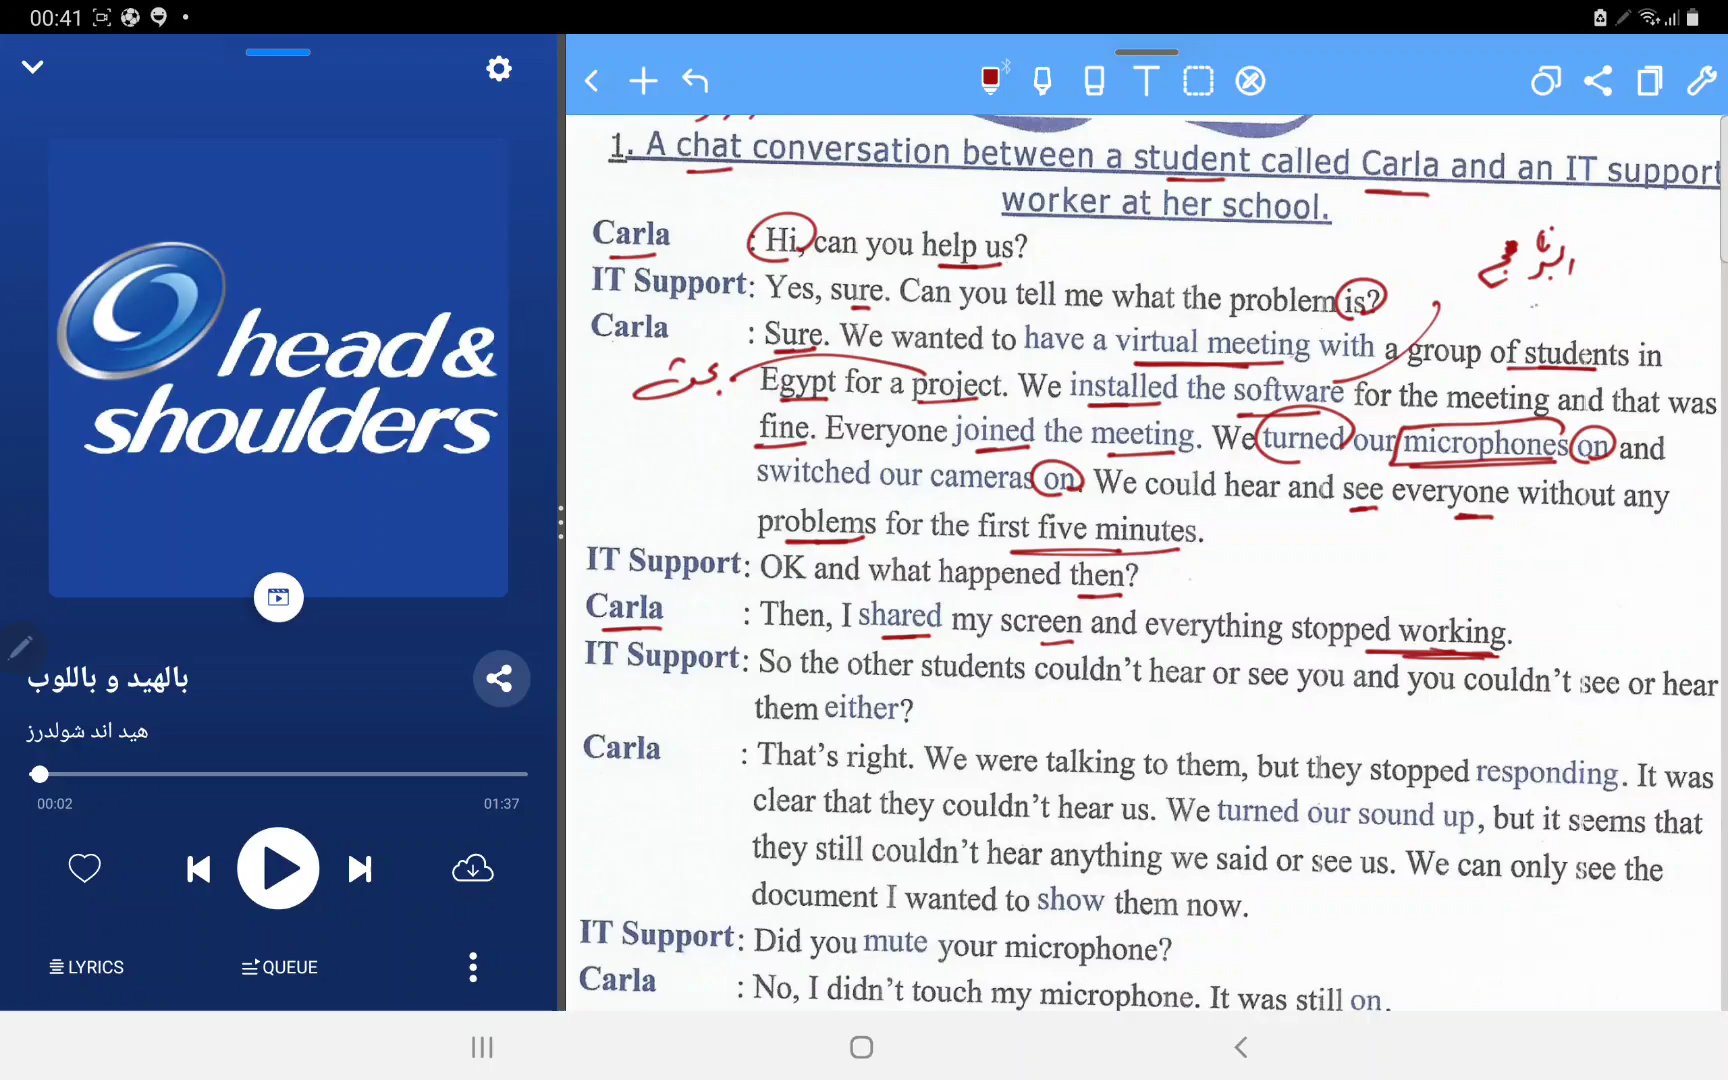 00:41
head &
shoulders
بالهيد و باللوب
هيد اند شولدرز
00:02
01:37
LYRICS
QUEUE
1. A chat conversation between a student called Carla and an IT support
worker at her school.
Carla : Hi, can you help us?
البرنامج
IT Support: Yes, sure. Can you tell me what the problem is?
Carla : Sure. We wanted to have a virtual meeting with a group of students in
بحث
Egypt for a project. We installed the software for the meeting and that was
fine. Everyone joined the meeting. We turned our microphones on and
switched our cameras on. We could hear and see everyone without any
problems for the first five minutes.
IT Support: OK and what happened then?
Carla : Then, I shared my screen and everything stopped working.
IT Support: So the other students couldn't hear or see you and you couldn't see or hear
them either?
Carla : That's right. We were talking to them, but they stopped responding. It was
clear that they couldn't hear us. We turned our sound up, but it seems that
they still couldn't hear anything we said or see us. We can only see the
document I wanted to show them now.
IT Support: Did you mute your microphone?
Carla : No, I didn't touch my microphone. It was still on.